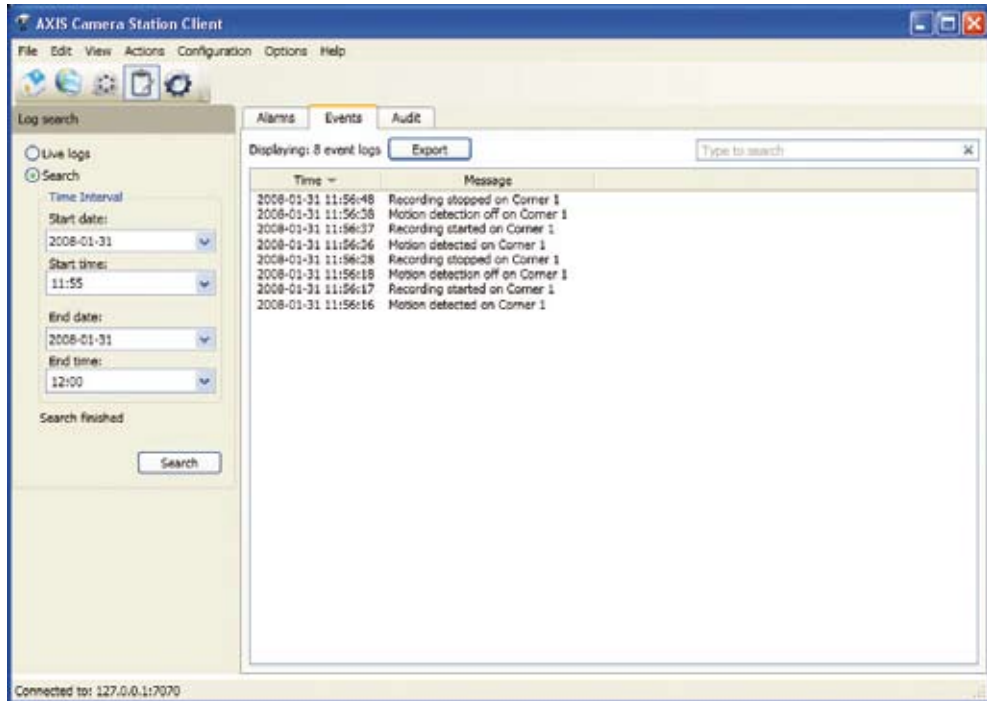 AXIS Camera Station Client
File Edit View Actions Configuration Options Help
Log search
Live logs
Search
Time Interval
Start date:
2008-01-31
Start time:
11:55
End date:
2008-01-31
End time:
12:00
Search finished
Search
Alarms Events Audit
Displaying: 8 event logs Export Type to search
Time Message
2008-01-31 11:56:48 Recording stopped on Corner 1
2008-01-31 11:56:38 Motion detection off on Corner 1
2008-01-31 11:56:37 Recording started on Corner 1
2008-01-31 11:56:36 Motion detected on Corner 1
2008-01-31 11:56:28 Recording stopped on Corner 1
2008-01-31 11:56:18 Motion detection off on Corner 1
2008-01-31 11:56:17 Recording started on Corner 1
2008-01-31 11:56:16 Motion detected on Corner 1
Connected to: 127.0.0.1:7070